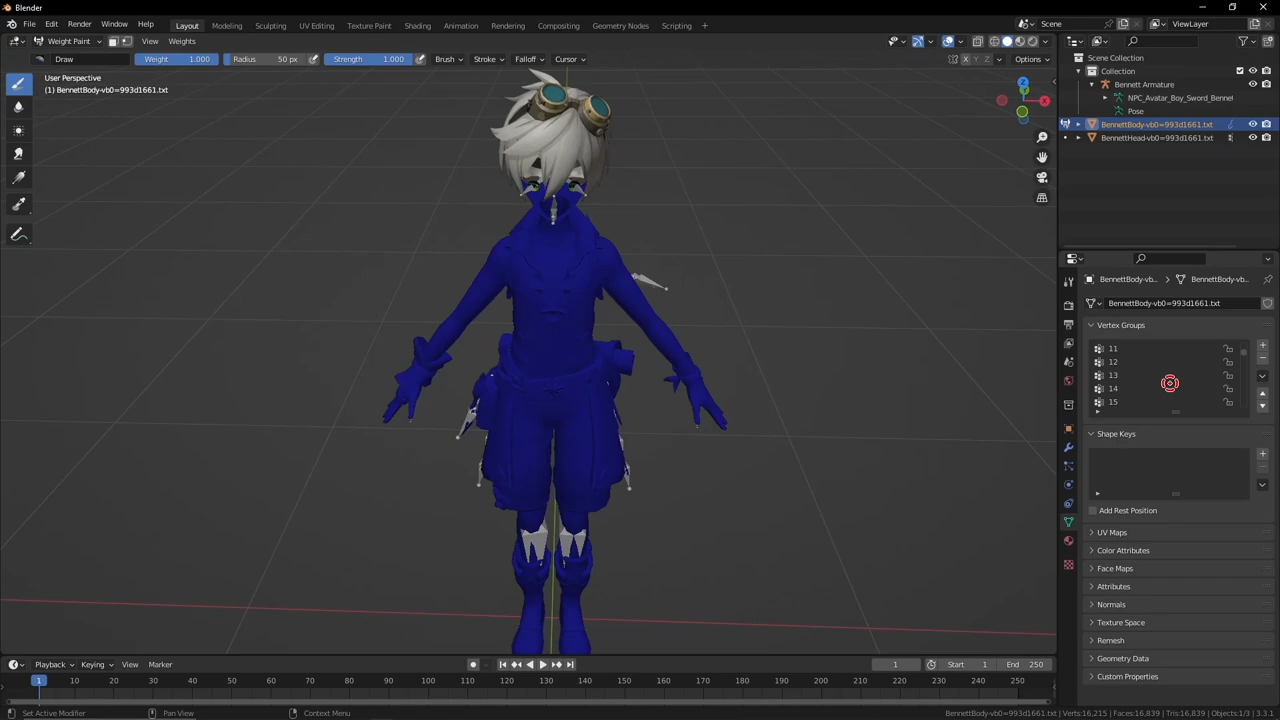 Blender
File Edit Render Window Help
Layout Modeling Sculpting UV Editing Texture Paint Shading Animation Rendering Compositing Geometry Nodes Scripting +
Scene
ViewLayer
Weight Paint View Weights
Draw Weight 1.000 Radius 50 px Strength 1.000 Brush Stroke Falloff Cursor
X Y Z Options
User Perspective
(1) BennettBody-vb0=993d1661.txt
Z
X
Scene Collection
Collection
Bennett Armature
NPC_Avatar_Boy_Sword_Bennet
Pose
BennettBody-vb0=993d1661.txt
BennettHead-vb0=993d1661.txt
BennettBody-vb0... > BennettBody-vb...
BennettBody-vb0=993d1661.txt
Vertex Groups
11
12
13
14
15
Shape Keys
Add Rest Position
UV Maps
Color Attributes
Face Maps
Attributes
Normals
Texture Space
Remesh
Geometry Data
Custom Properties
Playback Keying View Marker
1 Start 1 End 250
1 10 20 30 40 50 60 70 80 90 100 110 120 130 140 150 160 170 180 190 200 210 220 230 240 250
Set Active Modifier Pan View Context Menu
BennettBody-vb0=993d1661.txt | Verts:16,215 | Faces:16,839 | Tris:16,839 | Objects:1/3 | 3.3.1